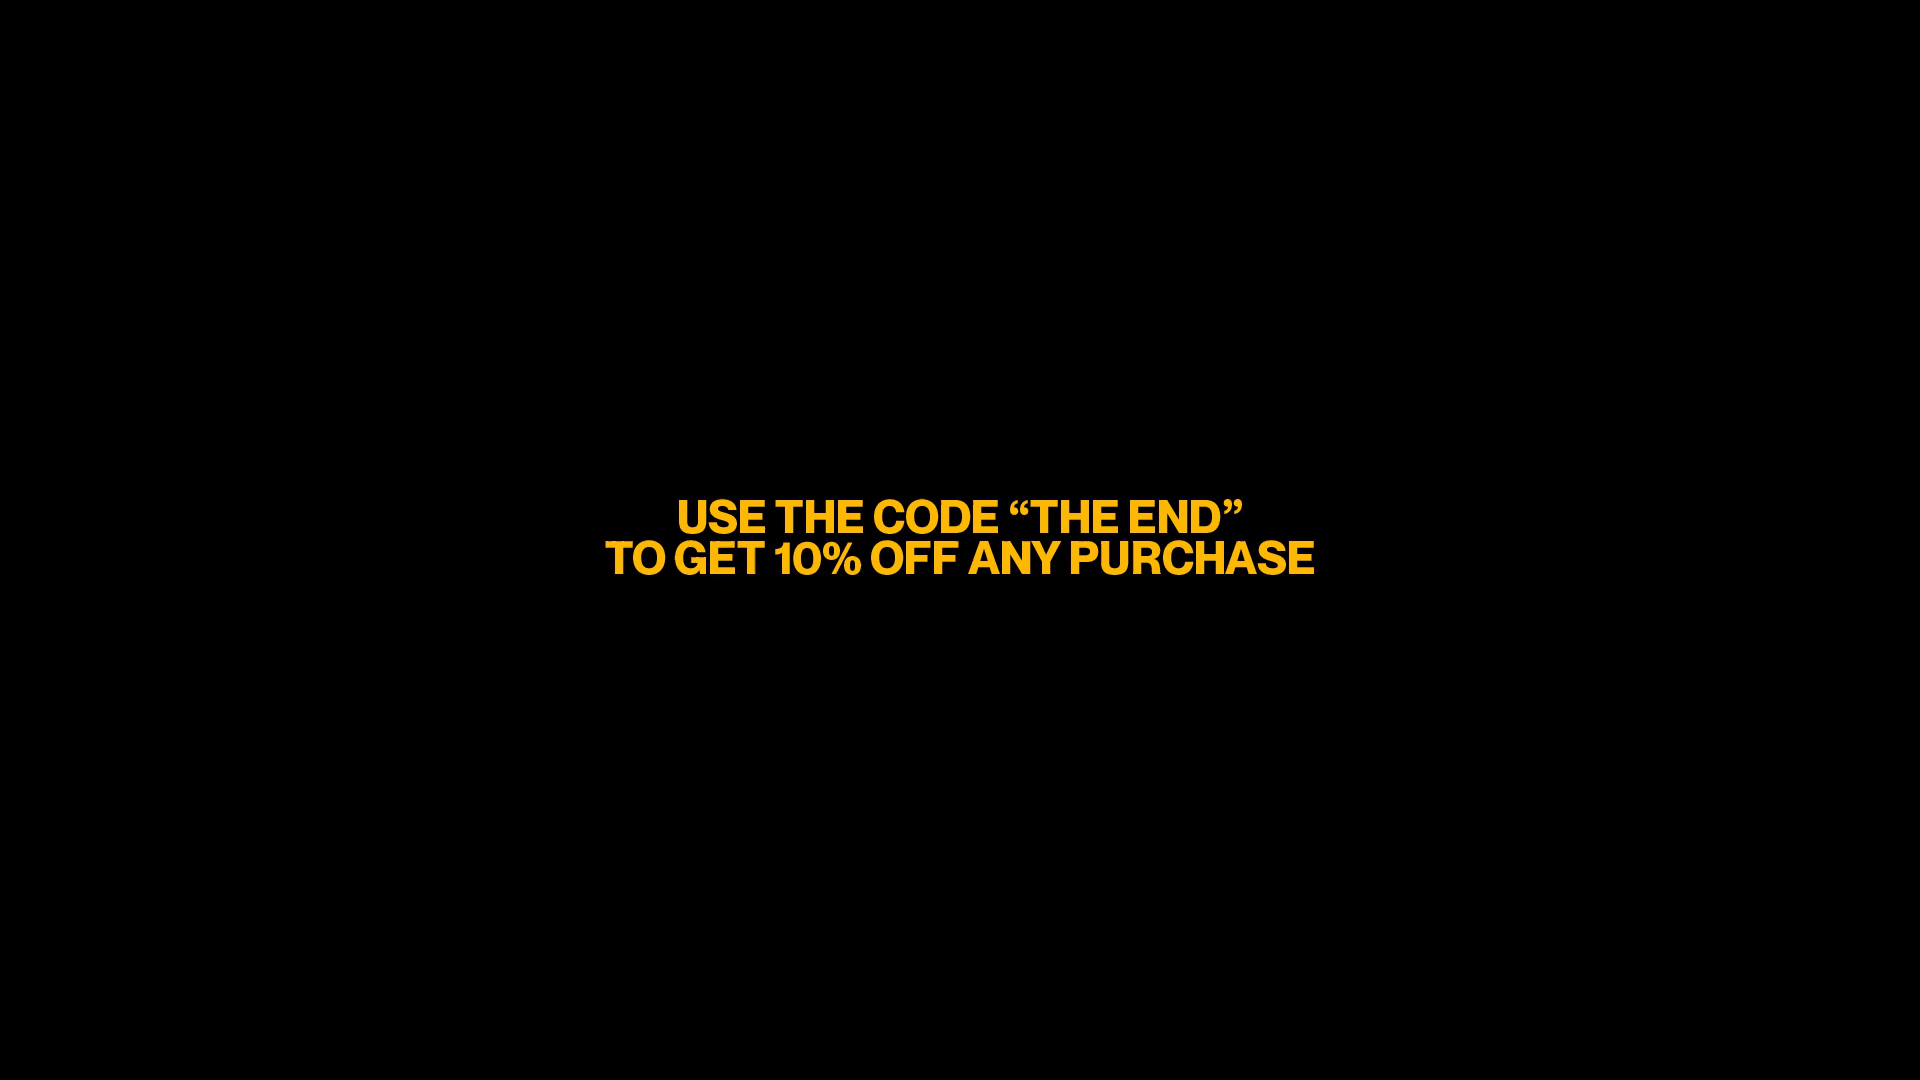 USE THE CODE “THE END”
TO GET 10% OFF ANY PURCHASE